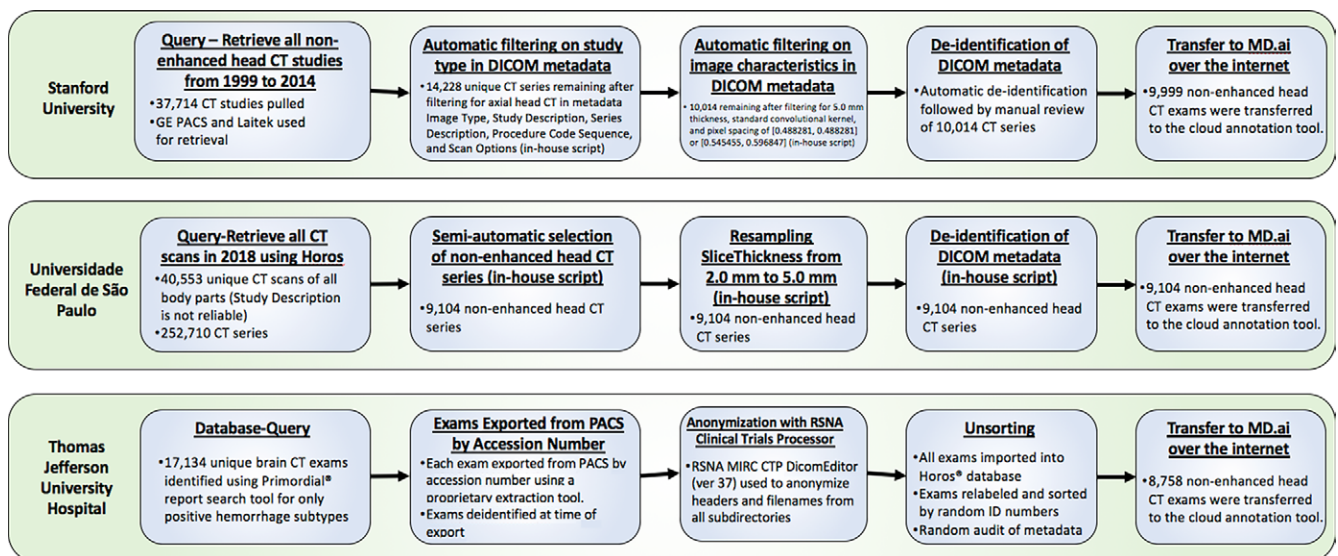 Stanford
University
Query – Retrieve all non-
enhanced head CT studies
from 1999 to 2014
•37,714 CT studies pulled
•GE PACS and Laitek used
for retrieval
Automatic filtering on study
type in DICOM metadata
•14,228 unique CT series remaining after
filtering for axial head CT in metadata
Image Type, Study Description, Series
Description, Procedure Code Sequence,
and Scan Options (in-house script)
Automatic filtering on
image characteristics in
DICOM metadata
•10,014 remaining after filtering for 5.0 mm
thickness, standard convolutional kernel,
and pixel spacing of [0.488281, 0.488281]
or [0.545455, 0.596847] (in-house script)
De-identification of
DICOM metadata
•Automatic de-identification
followed by manual review
of 10,014 CT series
Transfer to MD.ai
over the internet
•9,999 non-enhanced head
CT exams were transferred
to the cloud annotation tool.
Universidade
Federal de São
Paulo
Query-Retrieve all CT
scans in 2018 using Horos
•40,553 unique CT scans of all
body parts (Study Description
is not reliable)
•252,710 CT series
Semi-automatic selection
of non-enhanced head CT
series (in-house script)
•9,104 non-enhanced head CT
series
Resampling
SliceThickness from
2.0 mm to 5.0 mm
(in-house script)
•9,104 non-enhanced head
CT series
De-identification of
DICOM metadata
(in-house script)
•9,104 non-enhanced head
CT series
Transfer to MD.ai
over the internet
•9,104 non-enhanced head
CT exams were transferred
to the cloud annotation tool.
Thomas
Jefferson
University
Hospital
Database-Query
•17,134 unique brain CT exams
identified using Primordial®
report search tool for only
positive hemorrhage subtypes
Exams Exported from PACS
by Accession Number
•Each exam exported from PACS by
accession number using a
proprietary extraction tool.
•Exams deidentified at time of
export
Anonymization with RSNA
Clinical Trials Processor
•RSNA MIRC CTP DicomEditor
(ver 37) used to anonymize
headers and filenames from
all subdirectories
Unsorting
•All exams imported into
Horos® database
•Exams relabeled and sorted
by random ID numbers
•Random audit of metadata
Transfer to MD.ai
over the internet
•8,758 non-enhanced head
CT exams were transferred
to the cloud annotation tool.